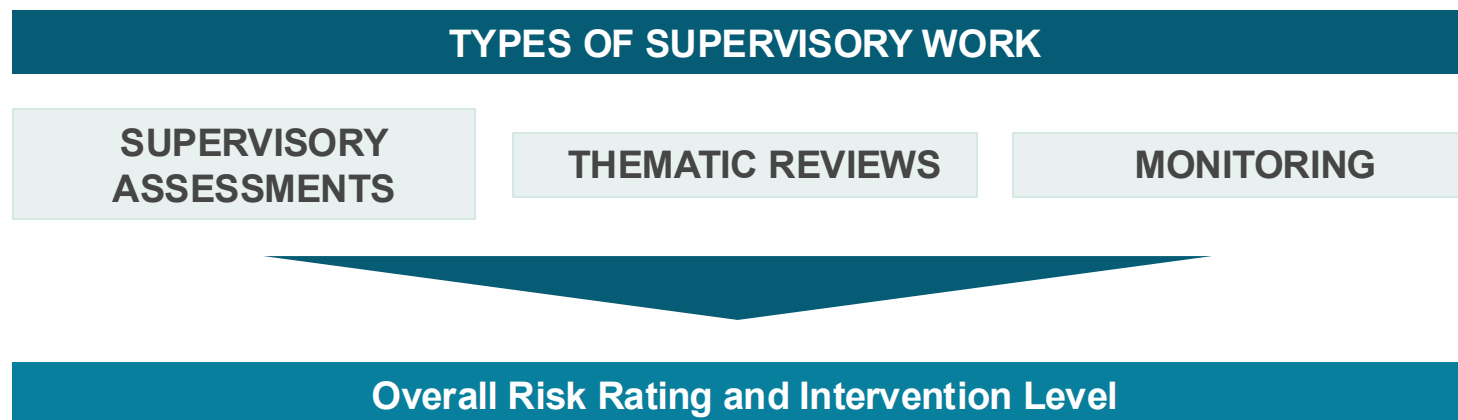 TYPES OF SUPERVISORY WORK
SUPERVISORY
ASSESSMENTS
THEMATIC REVIEWS
MONITORING
Overall Risk Rating and Intervention Level